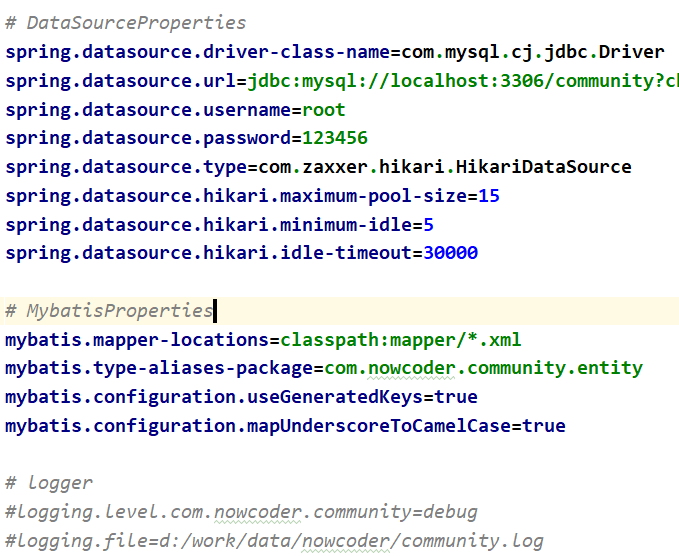 # DataSourceProperties
spring.datasource.driver-class-name=com.mysql.cj.jdbc.Driver
spring.datasource.url=jdbc:mysql://localhost:3306/community?cl
spring.datasource.username=root
spring.datasource.password=123456
spring.datasource.type=com.zaxxer.hikari.HikariDataSource
spring.datasource.hikari.maximum-pool-size=15
spring.datasource.hikari.minimum-idle=5
spring.datasource.hikari.idle-timeout=30000
# MybatisProperties
mybatis.mapper-locations=classpath:mapper/*.xml
mybatis.type-aliases-package=com.nowcoder.community.entity
mybatis.configuration.useGeneratedKeys=true
mybatis.configuration.mapUnderscoreToCamelCase=true
# logger
#logging.level.com.nowcoder.community=debug
#logging.file=d:/work/data/nowcoder/community.log